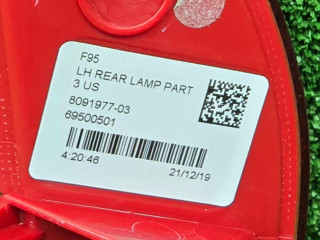 F95
LH REAR LAMP PART
3 US
8091977-03
69500501
4:20:46
21/12/19